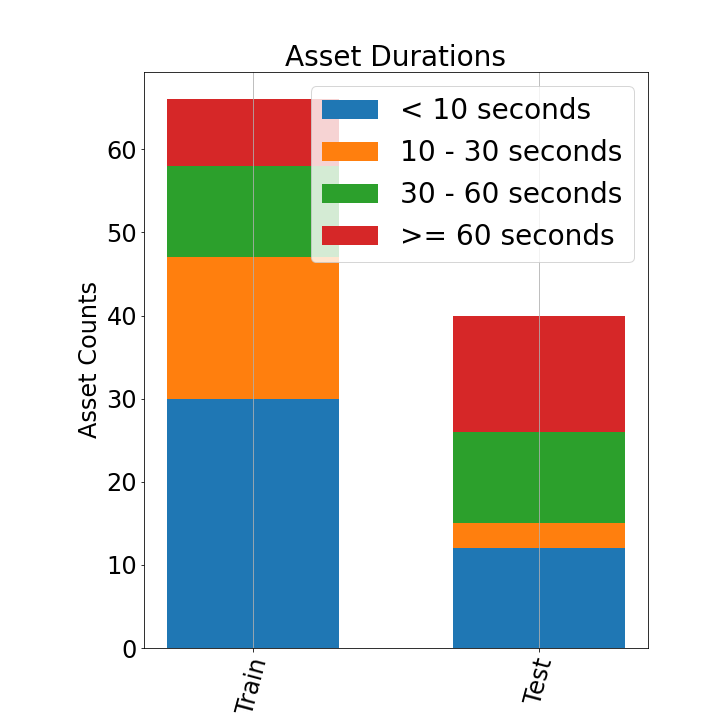 Asset Durations
< 10 seconds
10 - 30 seconds
30 - 60 seconds
>= 60 seconds
Asset Counts
60
50
40
30
20
10
0
Train
Test